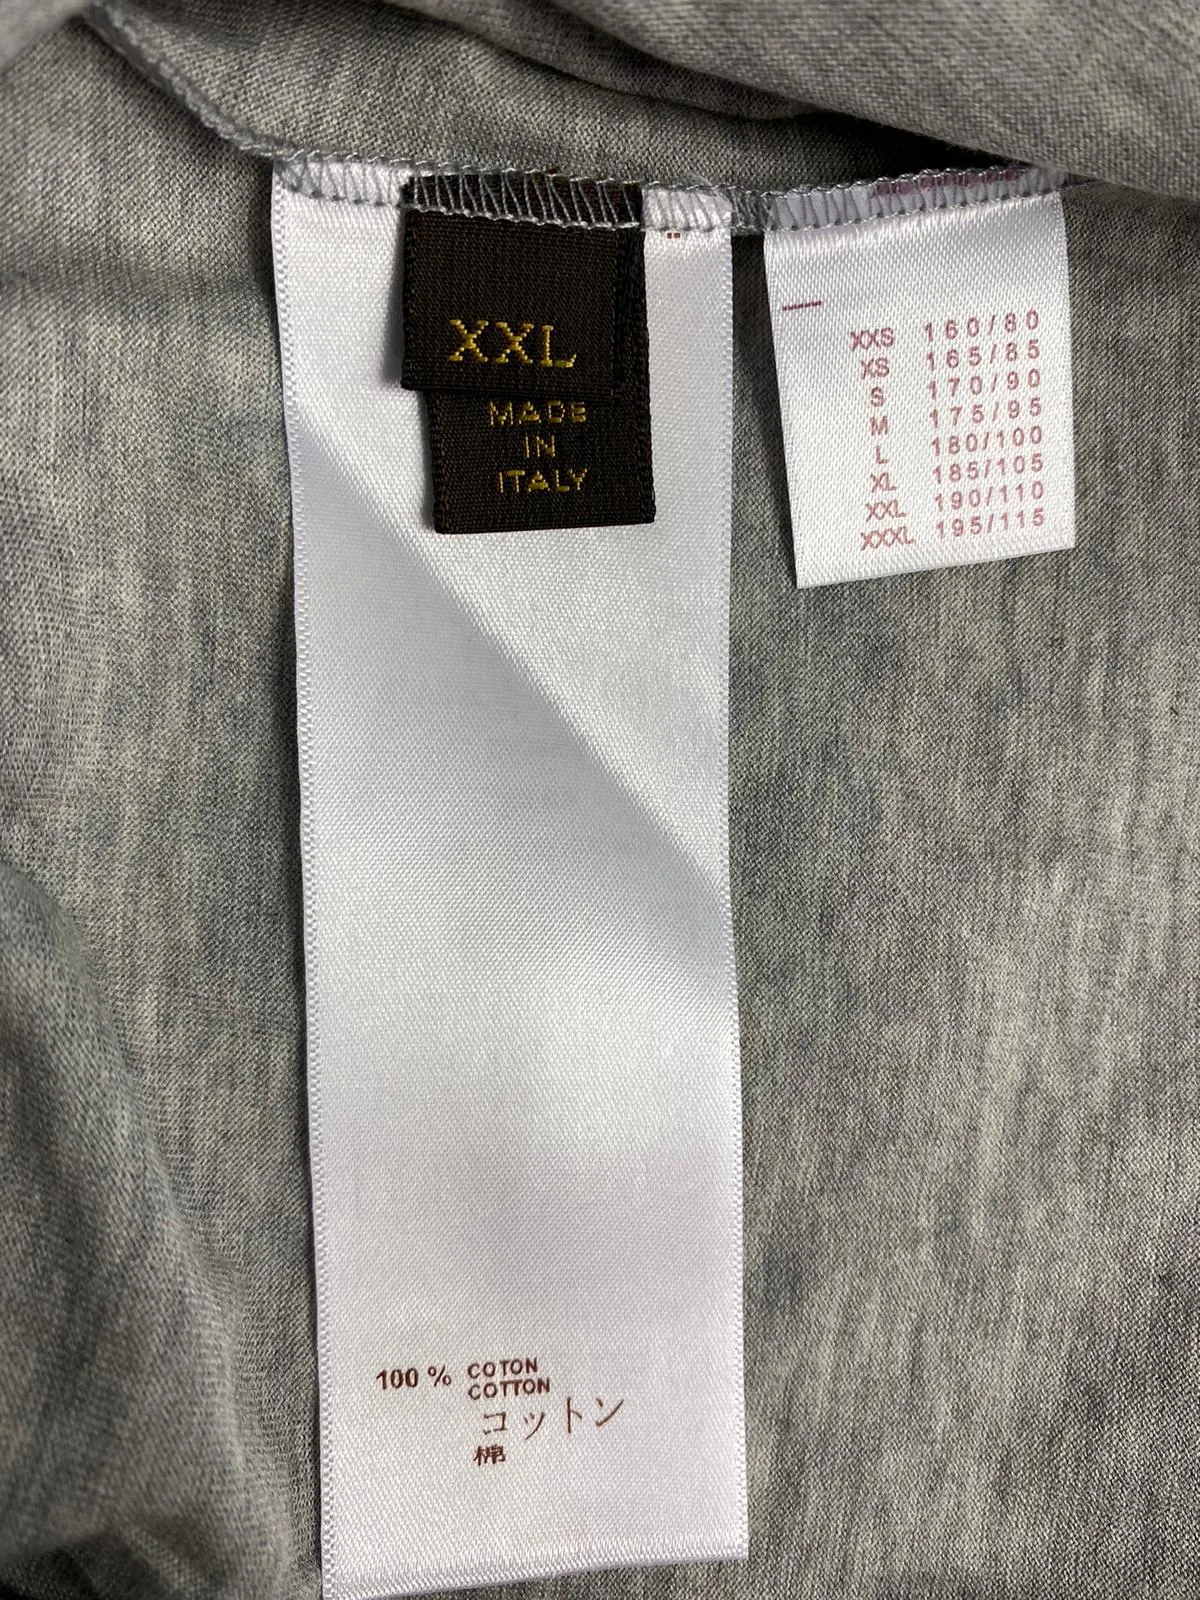 XXL
MADE
IN
ITALY
XXS 160/80
XS 165/85
S 170/90
M 175/95
L 180/100
XL 185/105
XXL 190/110
XXXL 195/115
100 % COTON
COTTON
コットン
棉